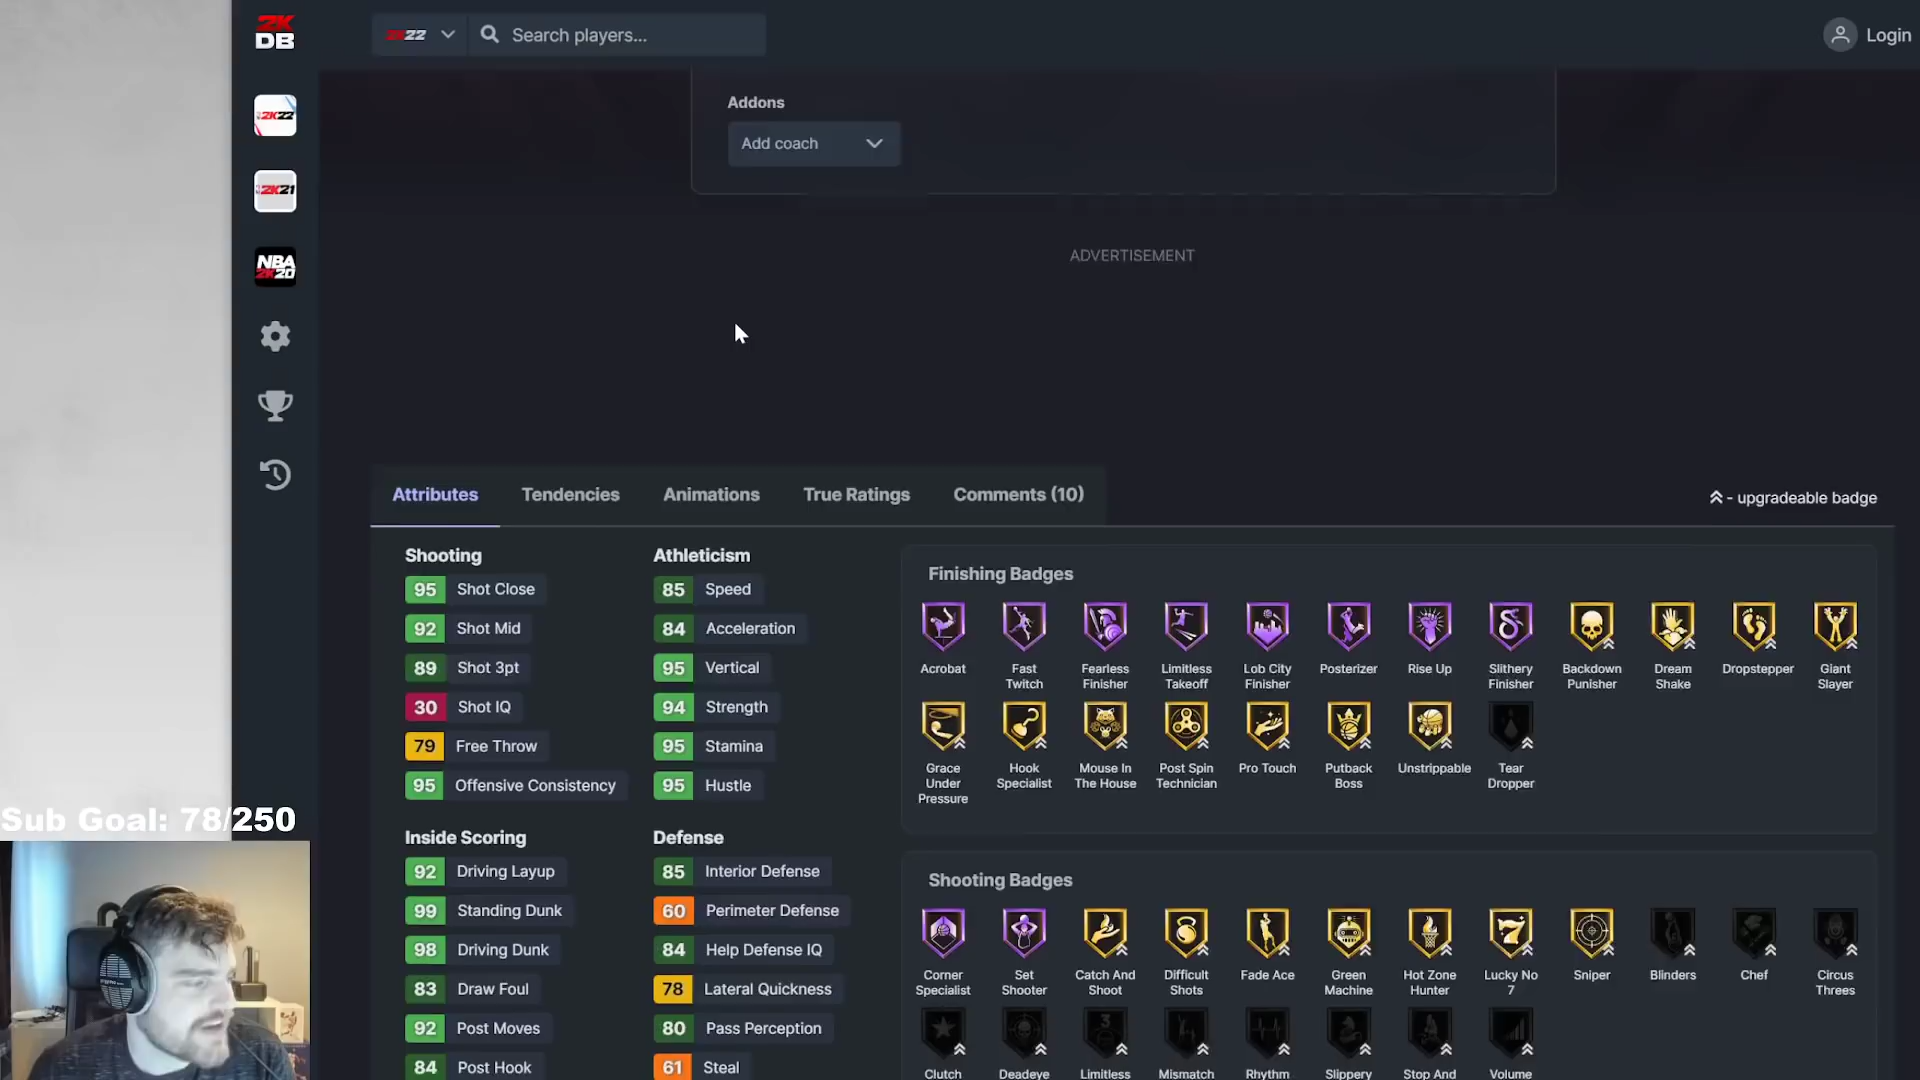 2K
DB
2K22
Search players...
Login
2K22
2K21
NBA
2K20
Addons
Add coach
ADVERTISEMENT
Attributes
Tendencies
Animations
True Ratings
Comments (10)
- upgradeable badge
Shooting
95 Shot Close
92 Shot Mid
89 Shot 3pt
30 Shot IQ
79 Free Throw
95 Offensive Consistency
Athleticism
85 Speed
84 Acceleration
95 Vertical
94 Strength
95 Stamina
95 Hustle
Inside Scoring
92 Driving Layup
99 Standing Dunk
98 Driving Dunk
83 Draw Foul
92 Post Moves
84 Post Hook
Defense
85 Interior Defense
60 Perimeter Defense
84 Help Defense IQ
78 Lateral Quickness
80 Pass Perception
61 Steal
Finishing Badges
Acrobat
Fast
Twitch
Fearless
Finisher
Limitless
Takeoff
Lob City
Finisher
Posterizer
Rise Up
Slithery
Finisher
Backdown
Punisher
Dream
Shake
Dropstepper
Giant
Slayer
Grace
Under
Pressure
Hook
Specialist
Mouse In
The House
Post Spin
Technician
Pro Touch
Putback
Boss
Unstrippable
Tear
Dropper
Shooting Badges
Corner
Specialist
Set
Shooter
Catch And
Shoot
Difficult
Shots
Fade Ace
Green
Machine
Hot Zone
Hunter
Lucky No
7
Sniper
Blinders
Chef
Circus
Threes
Clutch
Deadeye
Limitless
Mismatch
Rhythm
Slippery
Stop And
Volume
Sub Goal: 78/250